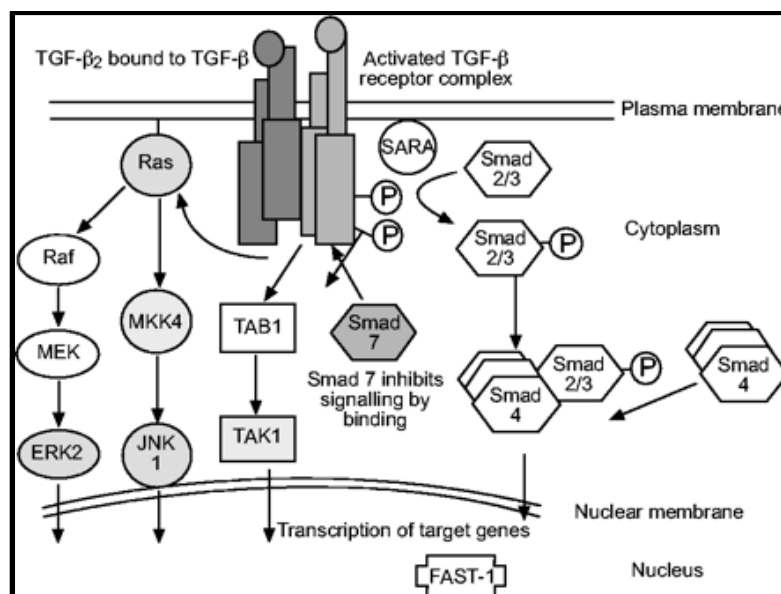 TGF-β₂ bound to TGF-β
Activated TGF-β
receptor complex
Plasma membrane
SARA
Ras
Smad
2/3
P
P
Smad
2/3
P
Cytoplasm
Raf
MKK4
TAB1
Smad
7
MEK
Smad 7 inhibits
signalling by
binding
Smad
4
Smad
2/3
P
Smad
4
ERK2
JNK
1
TAK1
Nuclear membrane
Transcription of target genes
FAST-1
Nucleus